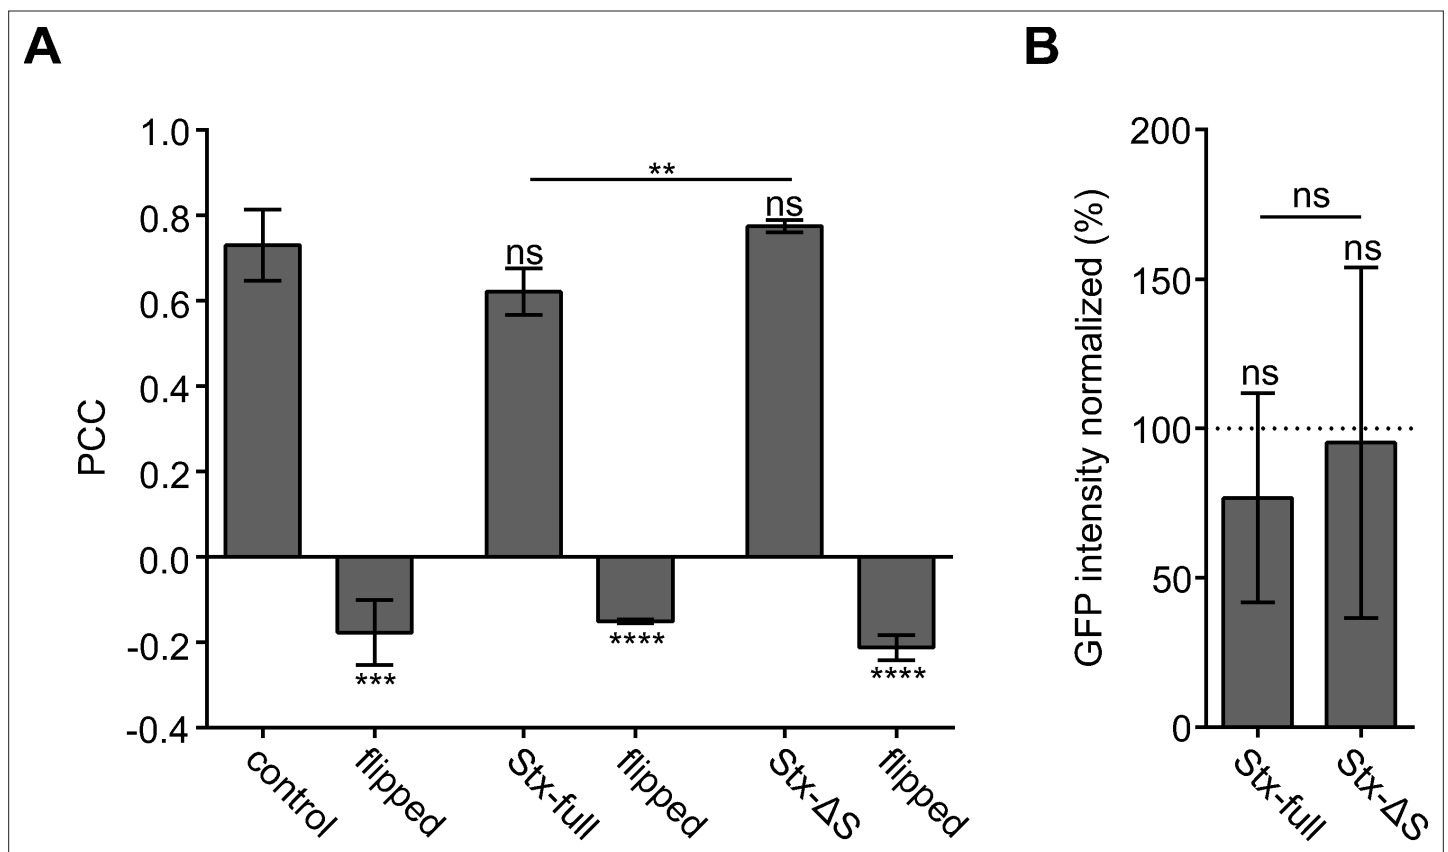 A
PCC
1.0
0.8
0.6
0.4
0.2
0.0
-0.2
-0.4
**
ns
ns
***
****
****
control
flipped
Stx-full
flipped
Stx-ΔS
flipped
B
GFP intensity normalized (%)
200
150
100
50
0
ns
ns
ns
Stx-full
Stx-ΔS